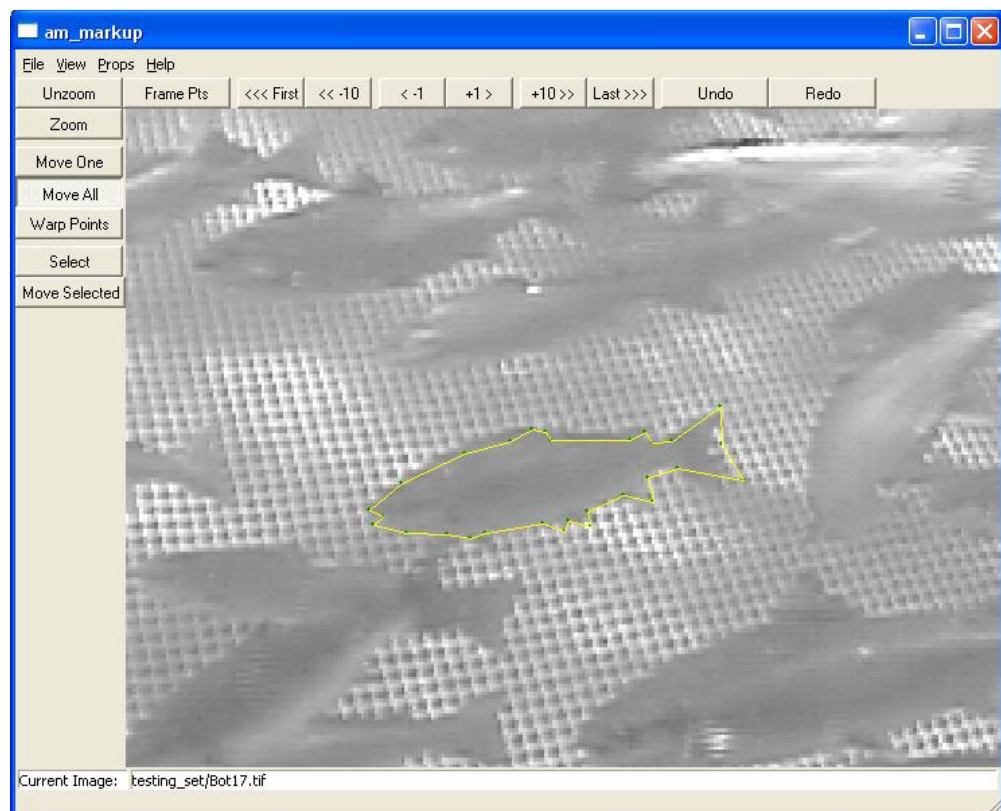 am_markup
File View Props Help
Unzoom Frame Pts <<< First << -10 < -1 +1 > +10 >> Last >>> Undo Redo
Zoom
Move One
Move All
Warp Points
Select
Move Selected
Current Image: testing_set/Bot17.tif